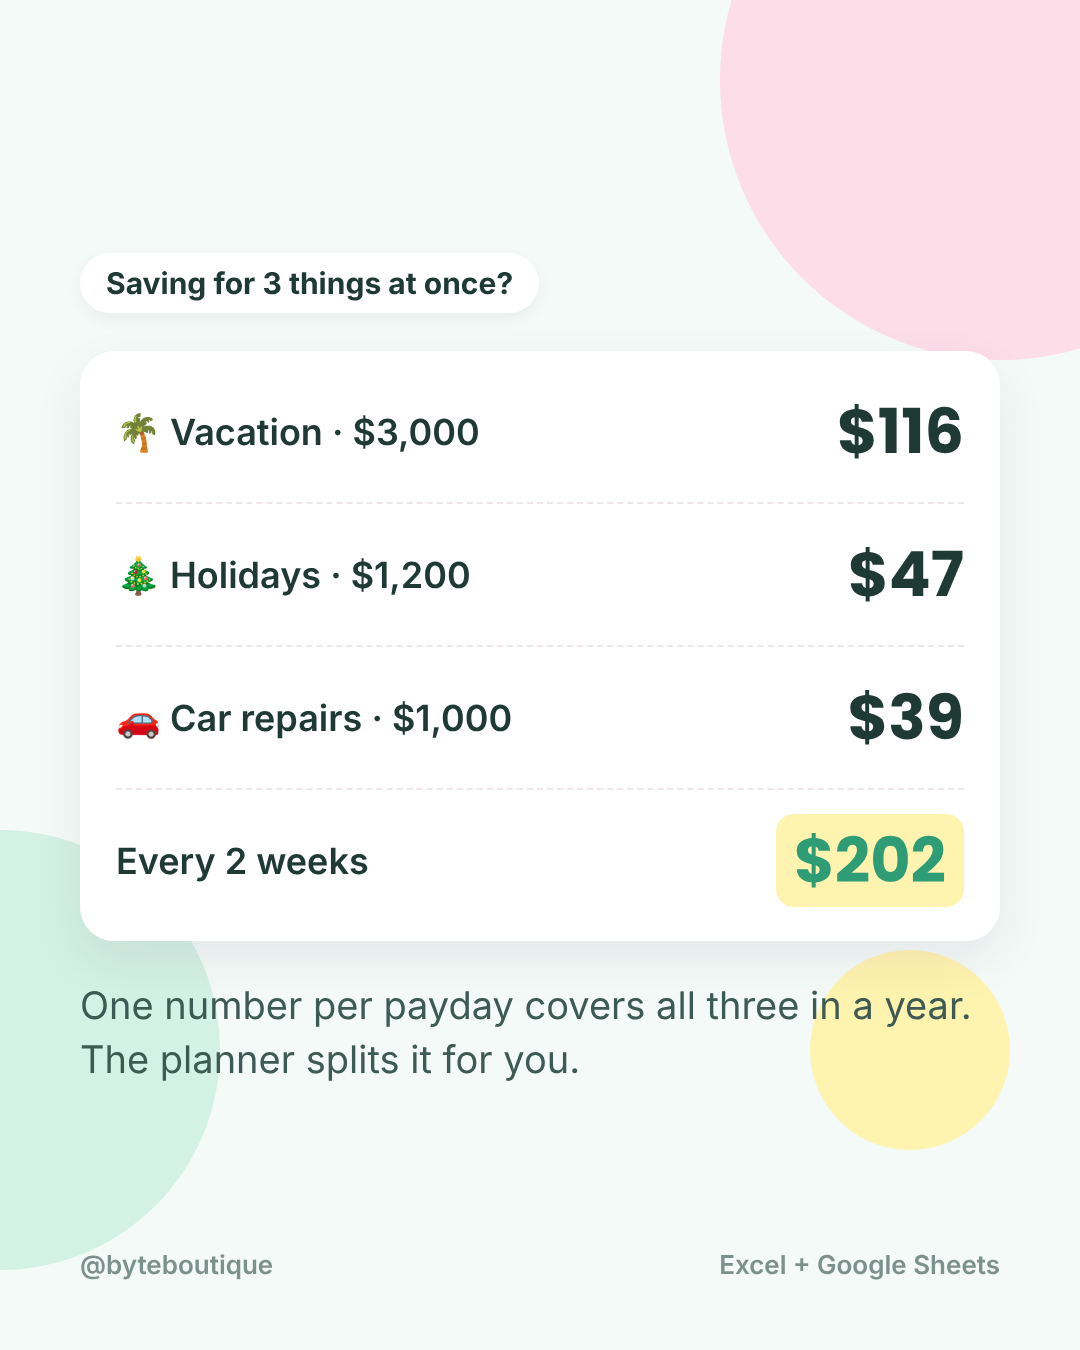 Saving for 3 things at once?
🌴 Vacation · $3,000 $116
🎄 Holidays · $1,200 $47
🚗 Car repairs · $1,000 $39
Every 2 weeks $202
One number per payday covers all three in a year.
The planner splits it for you.
@byteboutique Excel + Google Sheets